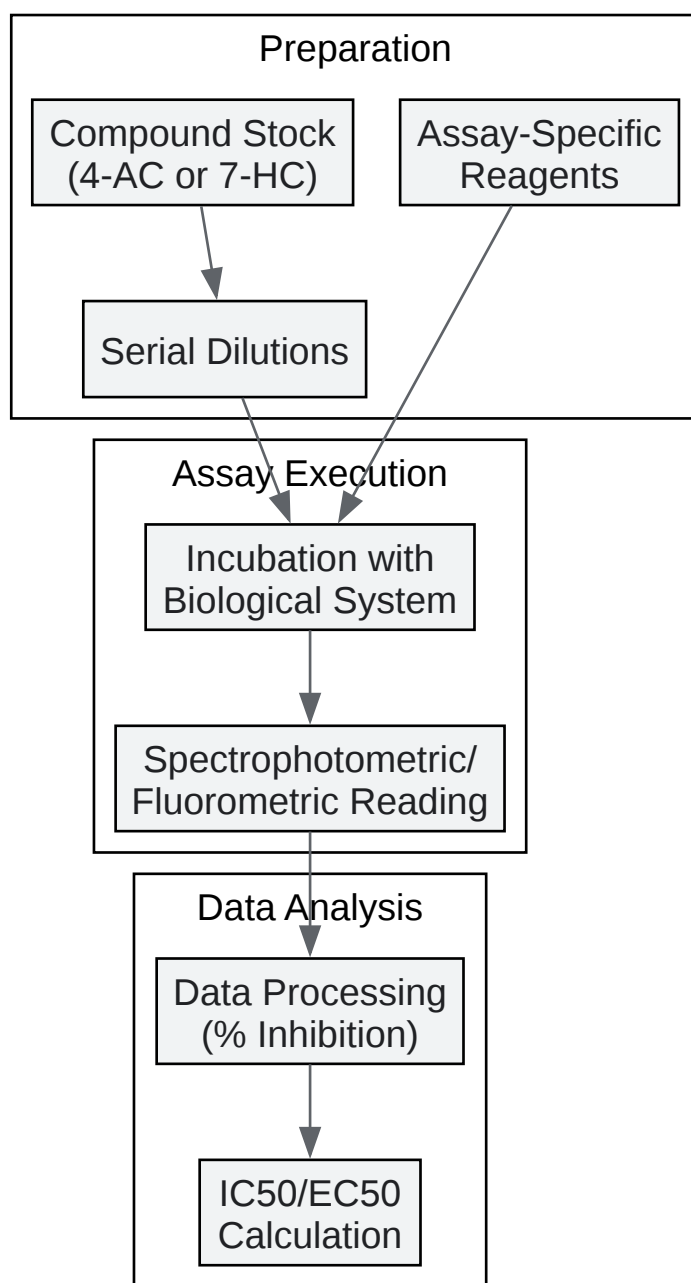 Preparation
Compound Stock
(4-AC or 7-HC)
Assay-Specific
Reagents
Serial Dilutions
Assay Execution
Incubation with
Biological System
Spectrophotometric/
Fluorometric Reading
Data Analysis
Data Processing
(% Inhibition)
IC50/EC50
Calculation